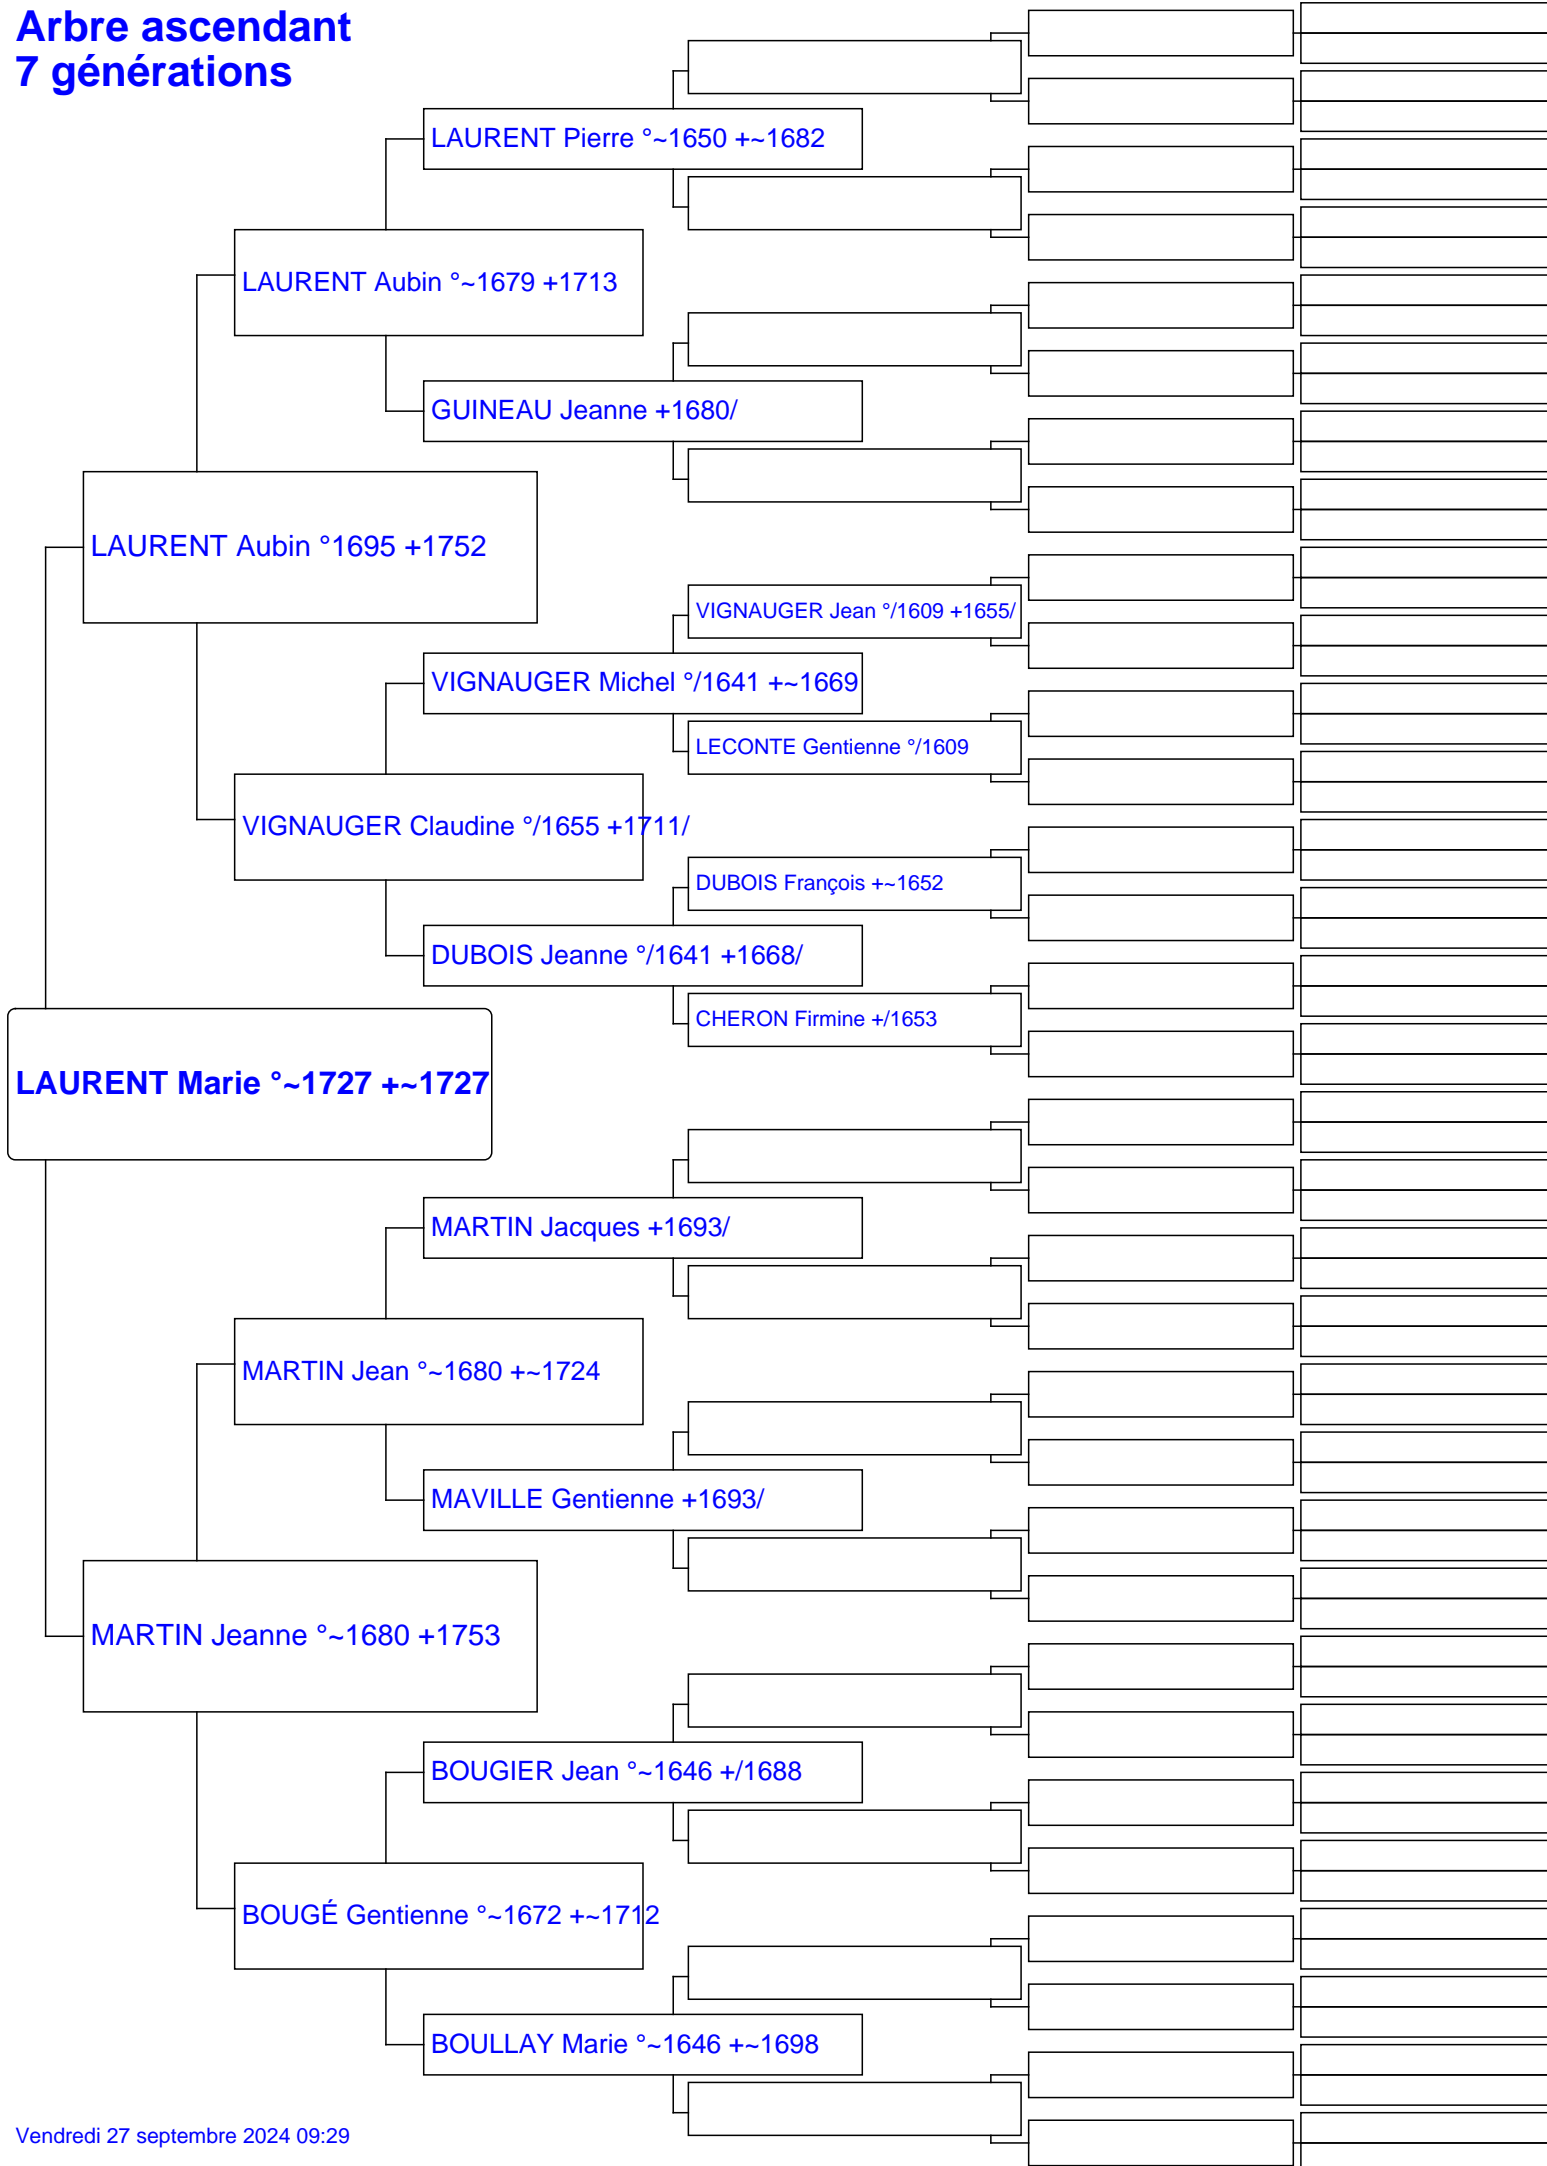 Arbre ascendant
7 générations
LAURENT Pierre °~1650 +~1682
LAURENT Aubin °~1679 +1713
GUINEAU Jeanne +1680/
LAURENT Aubin °1695 +1752
VIGNAUGER Jean °/1609 +1655/
VIGNAUGER Michel °/1641 +~1669
LECONTE Gentienne °/1609
VIGNAUGER Claudine °/1655 +1711/
DUBOIS François +~1652
DUBOIS Jeanne °/1641 +1668/
CHERON Firmine +/1653
LAURENT Marie °~1727 +~1727
MARTIN Jacques +1693/
MARTIN Jean °~1680 +~1724
MAVILLE Gentienne +1693/
MARTIN Jeanne °~1680 +1753
BOUGIER Jean °~1646 +/1688
BOUGÉ Gentienne °~1672 +~1712
BOULLAY Marie °~1646 +~1698
Vendredi 27 septembre 2024 09:29